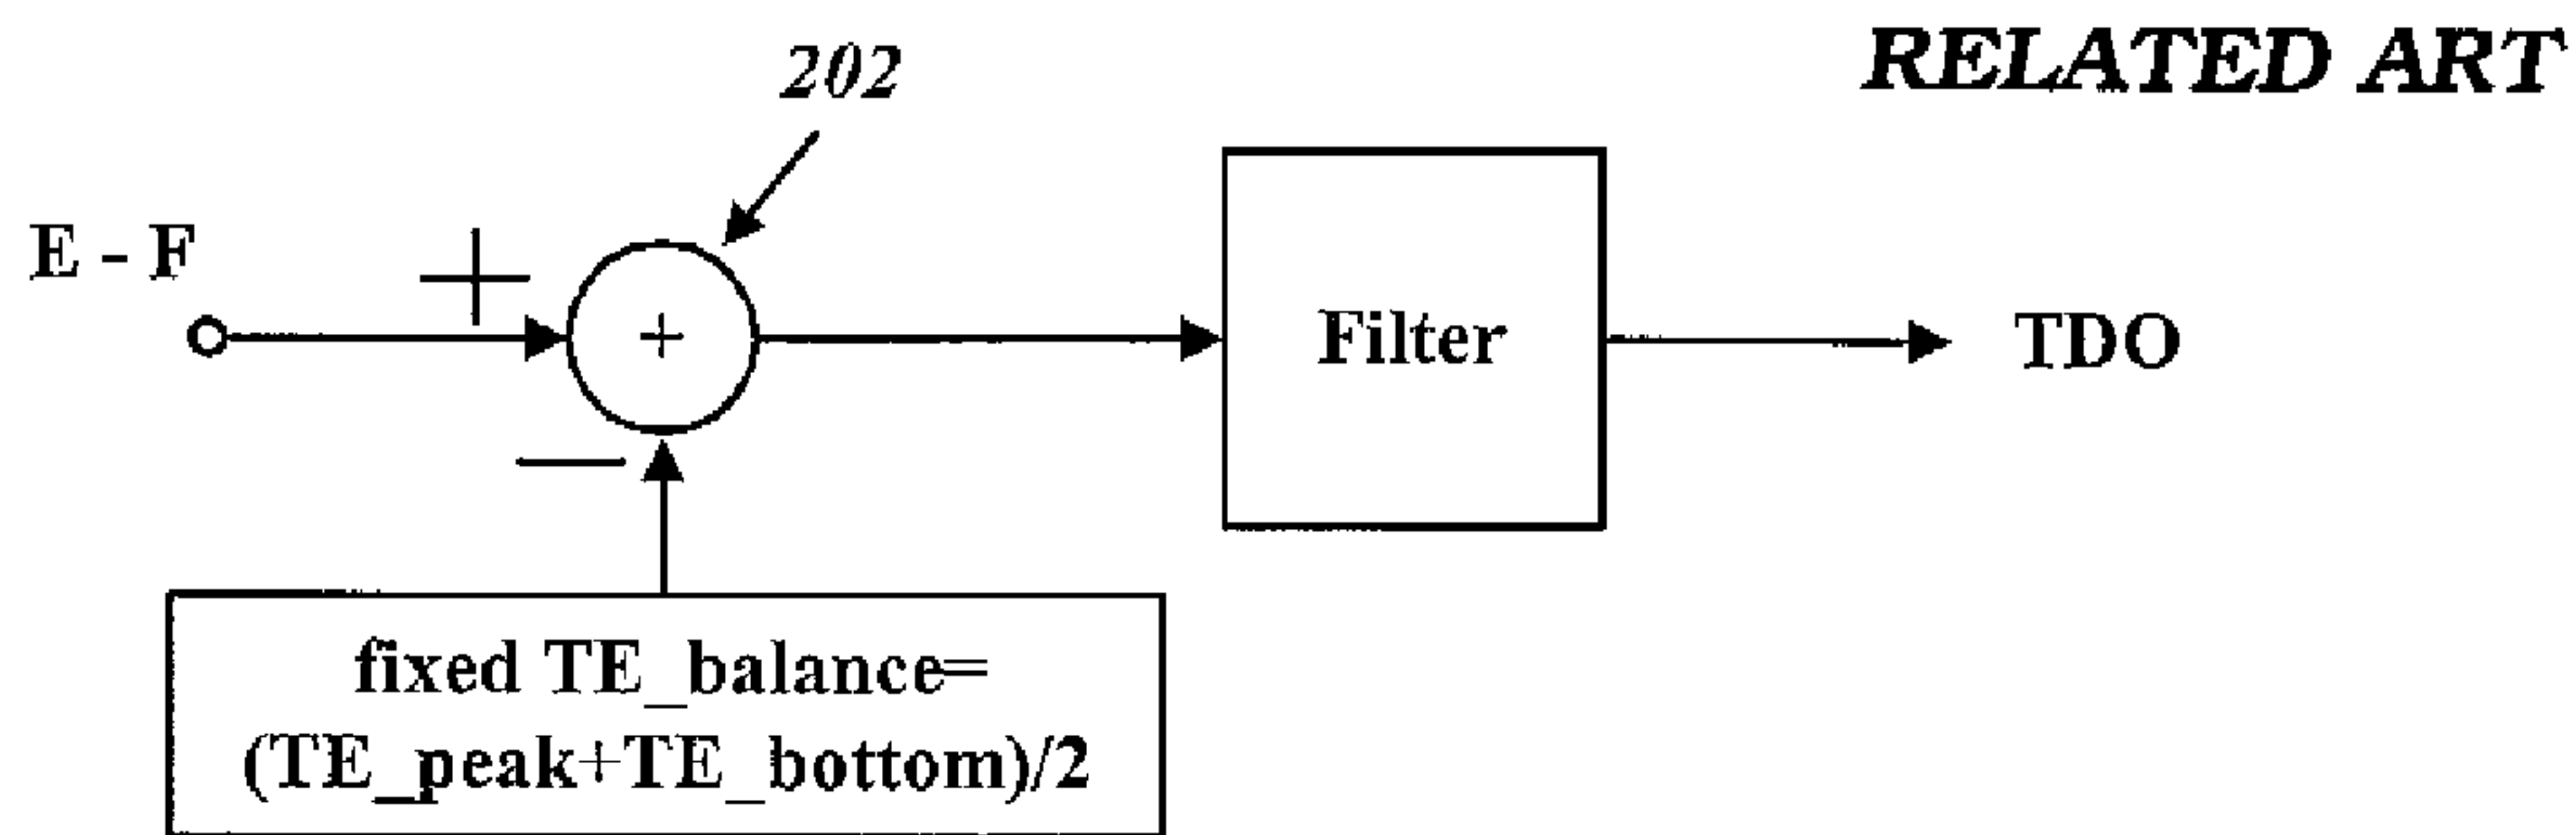 RELATED ART
202
E - F
+
+
Filter
TDO
−
fixed TE_balance=
(TE_peak+TE_bottom)/2